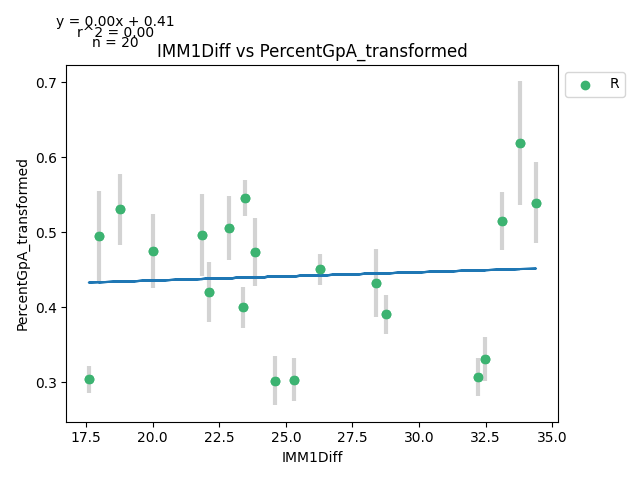 y = 0.00x + 0.41
r^2 = 0.00
n = 20
IMM1Diff vs PercentGpA_transformed
R
PercentGpA_transformed
0.7
0.6
0.5
0.4
0.3
17.5 20.0 22.5 25.0 27.5 30.0 32.5 35.0
IMM1Diff